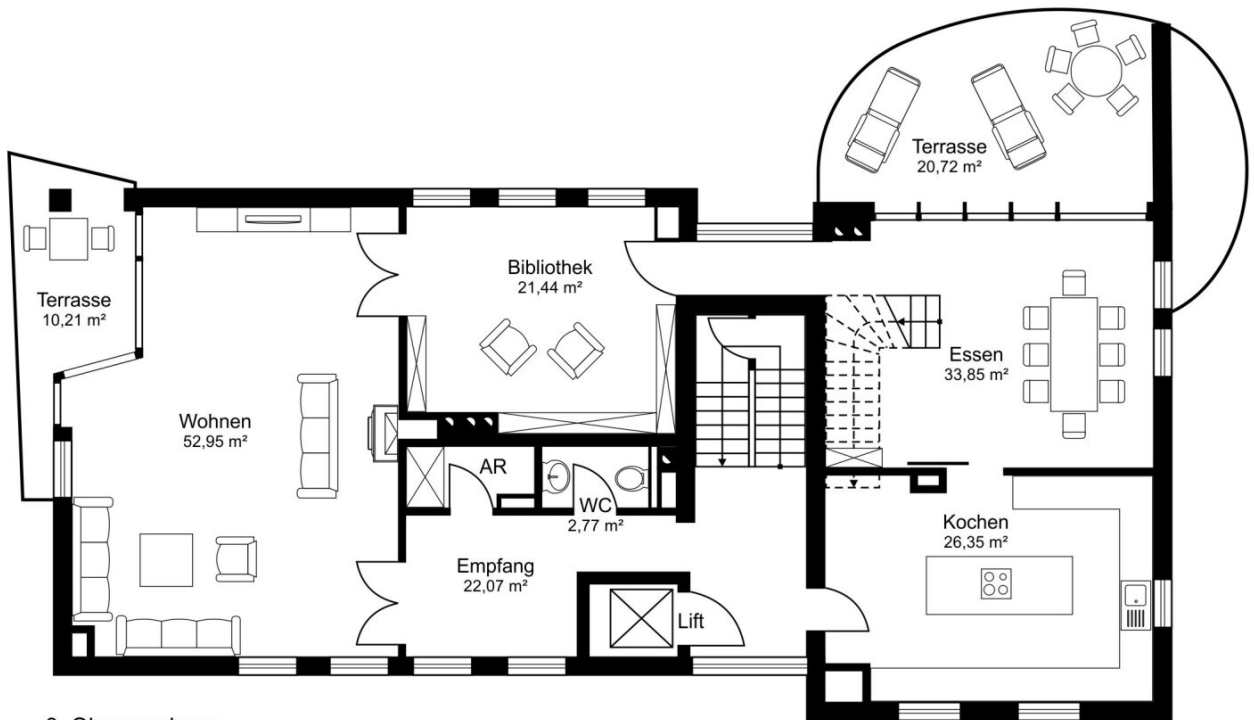 Terrasse
20,72 m²
Bibliothek
21,44 m²
Terrasse
10,21 m²
Essen
33,85 m²
Wohnen
52,95 m²
AR
WC
2,77 m²
Kochen
26,35 m²
Empfang
22,07 m²
Lift